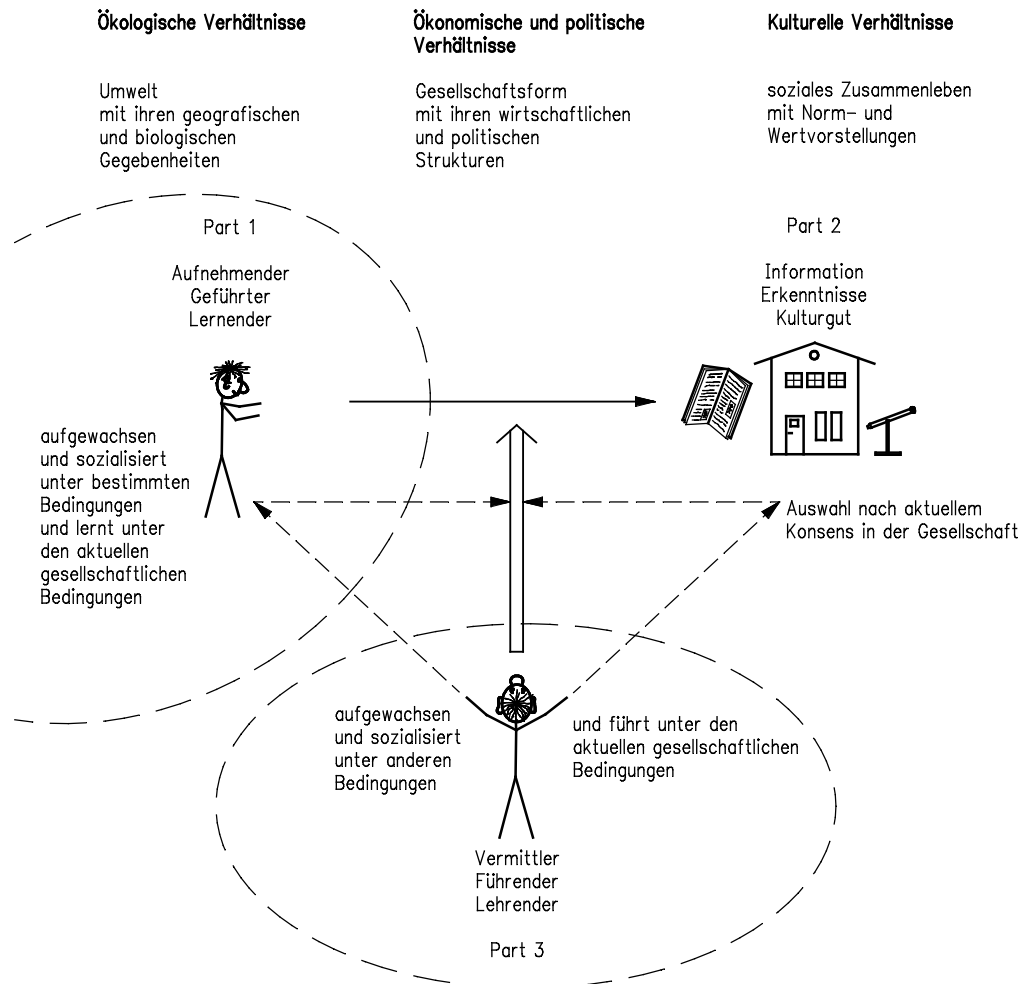 Ökologische Verhältnisse
Umwelt
mit ihren geografischen
und biologischen
Gegebenheiten
Ökonomische und politische
Verhältnisse
Gesellschaftsform
mit ihren wirtschaftlichen
und politischen
Strukturen
Kulturelle Verhältnisse
soziales Zusammenleben
mit Norm- und
Wertvorstellungen
Part 1
Aufnehmender
Geführter
Lernender
aufgewachsen
und sozialisiert
unter bestimmten
Bedingungen
und lernt unter
den aktuellen
gesellschaftlichen
Bedingungen
Part 2
Information
Erkenntnisse
Kulturgut
Auswahl nach aktuellem
Konsens in der Gesellschaft
aufgewachsen
und sozialisiert
unter anderen
Bedingungen
und führt unter den
aktuellen gesellschaftlichen
Bedingungen
Vermittler
Führender
Lehrender
Part 3